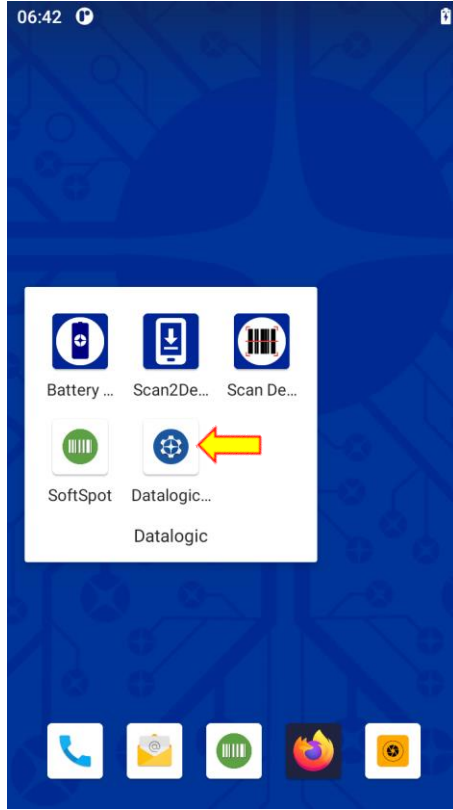 06:42
Battery ...
Scan2De...
Scan De...
SoftSpot
Datalogic...
Datalogic